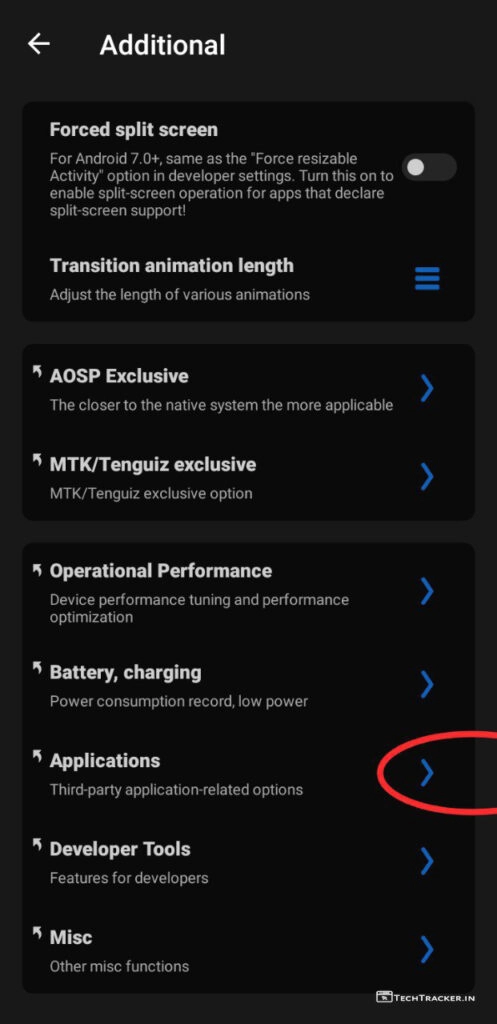 Additional
Forced split screen
For Android 7.0+, same as the "Force resizable
Activity" option in developer settings. Turn this on to
enable split-screen operation for apps that declare
split-screen support!
Transition animation length
Adjust the length of various animations
AOSP Exclusive
The closer to the native system the more applicable
MTK/Tenguiz exclusive
MTK/Tenguiz exclusive option
Operational Performance
Device performance tuning and performance
optimization
Battery, charging
Power consumption record, low power
Applications
Third-party application-related options
Developer Tools
Features for developers
Misc
Other misc functions
TechTracker.in